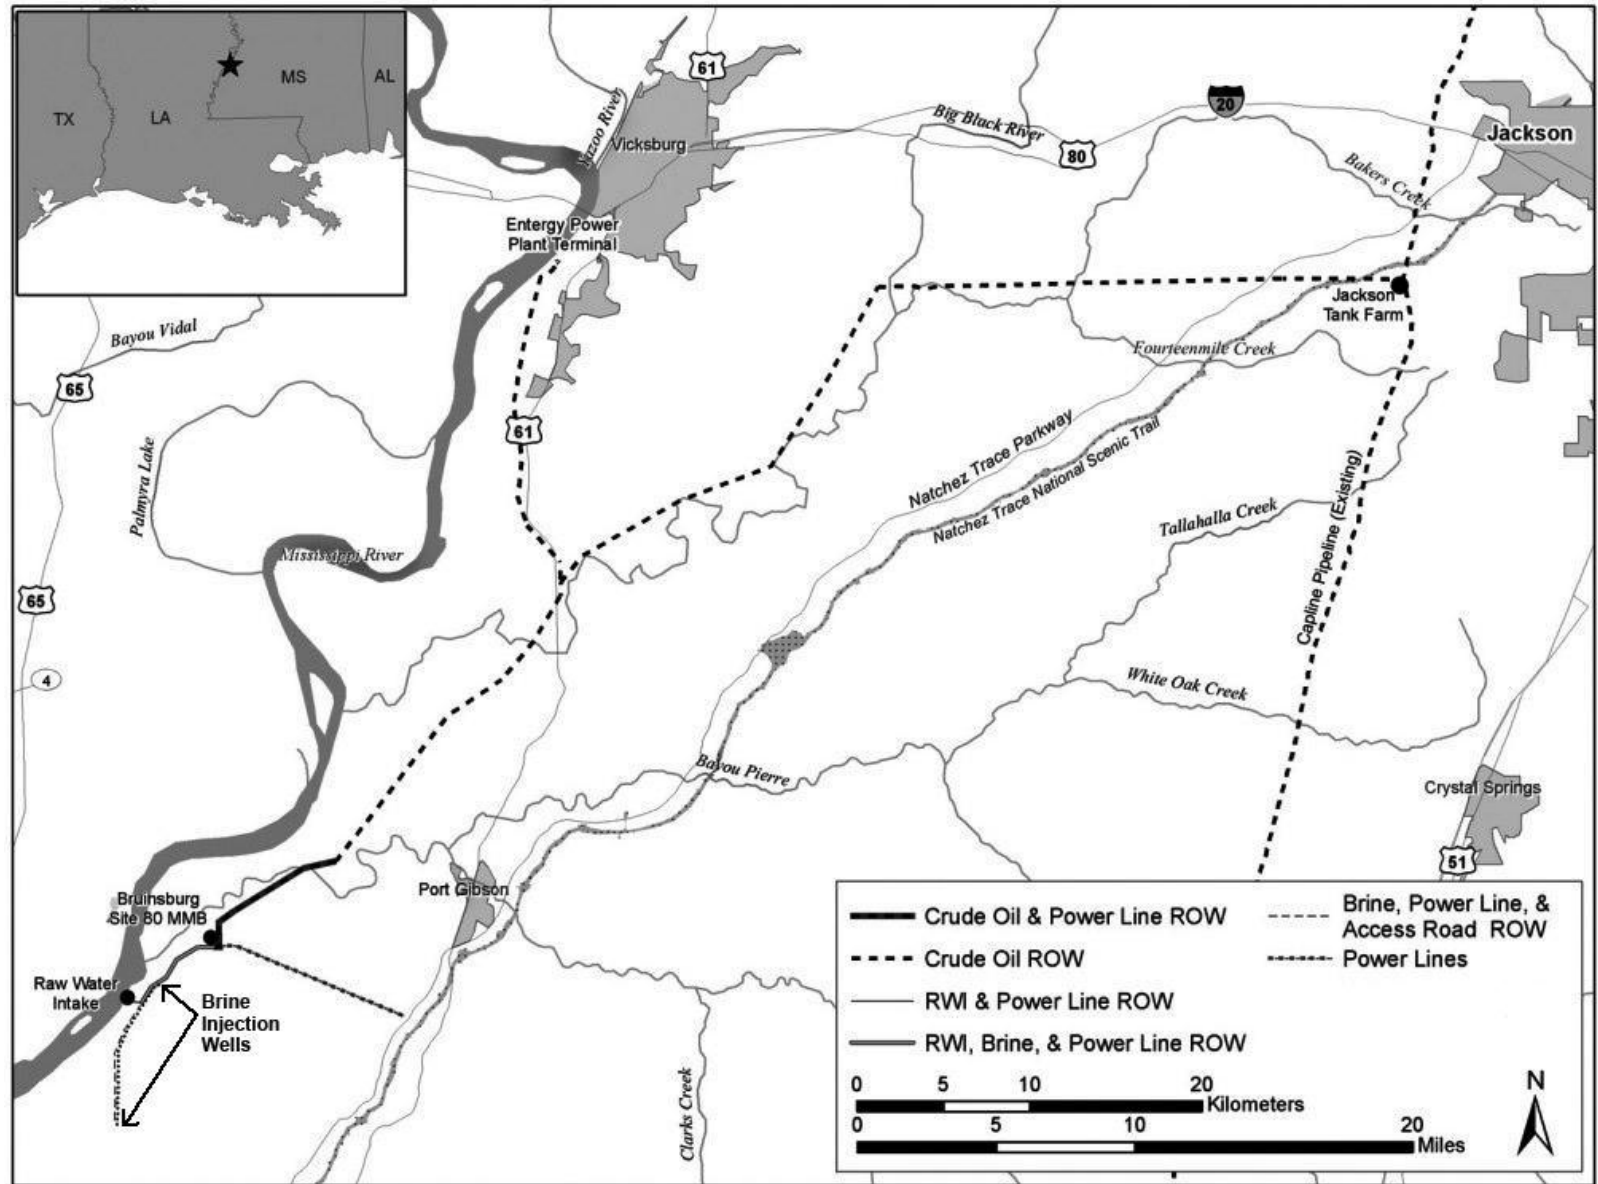 TX
LA
MS
AL
61
Yazoo River
Vicksburg
Big Black River
20
80
Jackson
Bakers Creek
Entergy Power
Plant Terminal
Jackson
Tank Farm
Bayou Vidal
65
Fourteenmile Creek
61
Palmyra Lake
Natchez Trace Parkway
Natchez Trace National Scenic Trail
Capline Pipeline (Existing)
Tallahalla Creek
Mississippi River
65
4
White Oak Creek
Bayou Pierre
Crystal Springs
51
Port Gibson
Bruinsburg
Site 80 MMB
Raw Water
Intake
Brine
Injection
Wells
Clarks Creek
Crude Oil & Power Line ROW
Crude Oil ROW
RWI & Power Line ROW
RWI, Brine, & Power Line ROW
Brine, Power Line, &
Access Road ROW
Power Lines
0 5 10 20
Kilometers
0 5 10 20
Miles
N